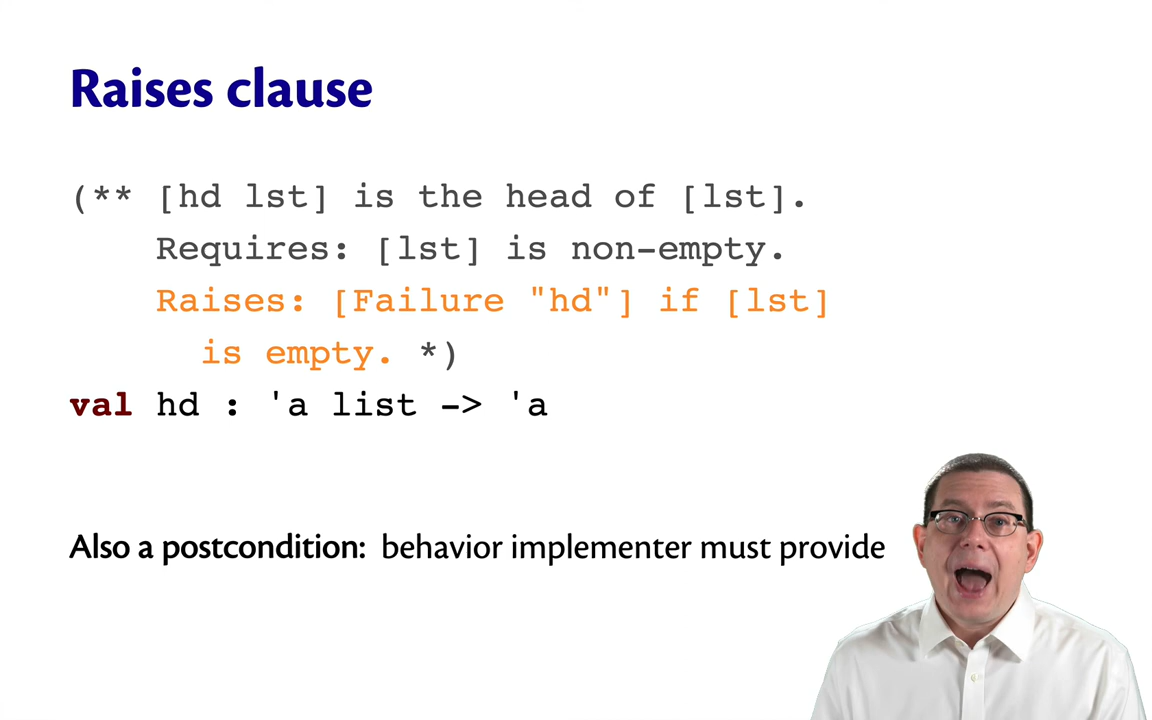 Raises clause
(** [hd lst] is the head of [lst].
Requires: [lst] is non-empty.
Raises: [Failure "hd"] if [lst]
is empty. *)
val hd : 'a list -> 'a
Also a postcondition: behavior implementer must provide